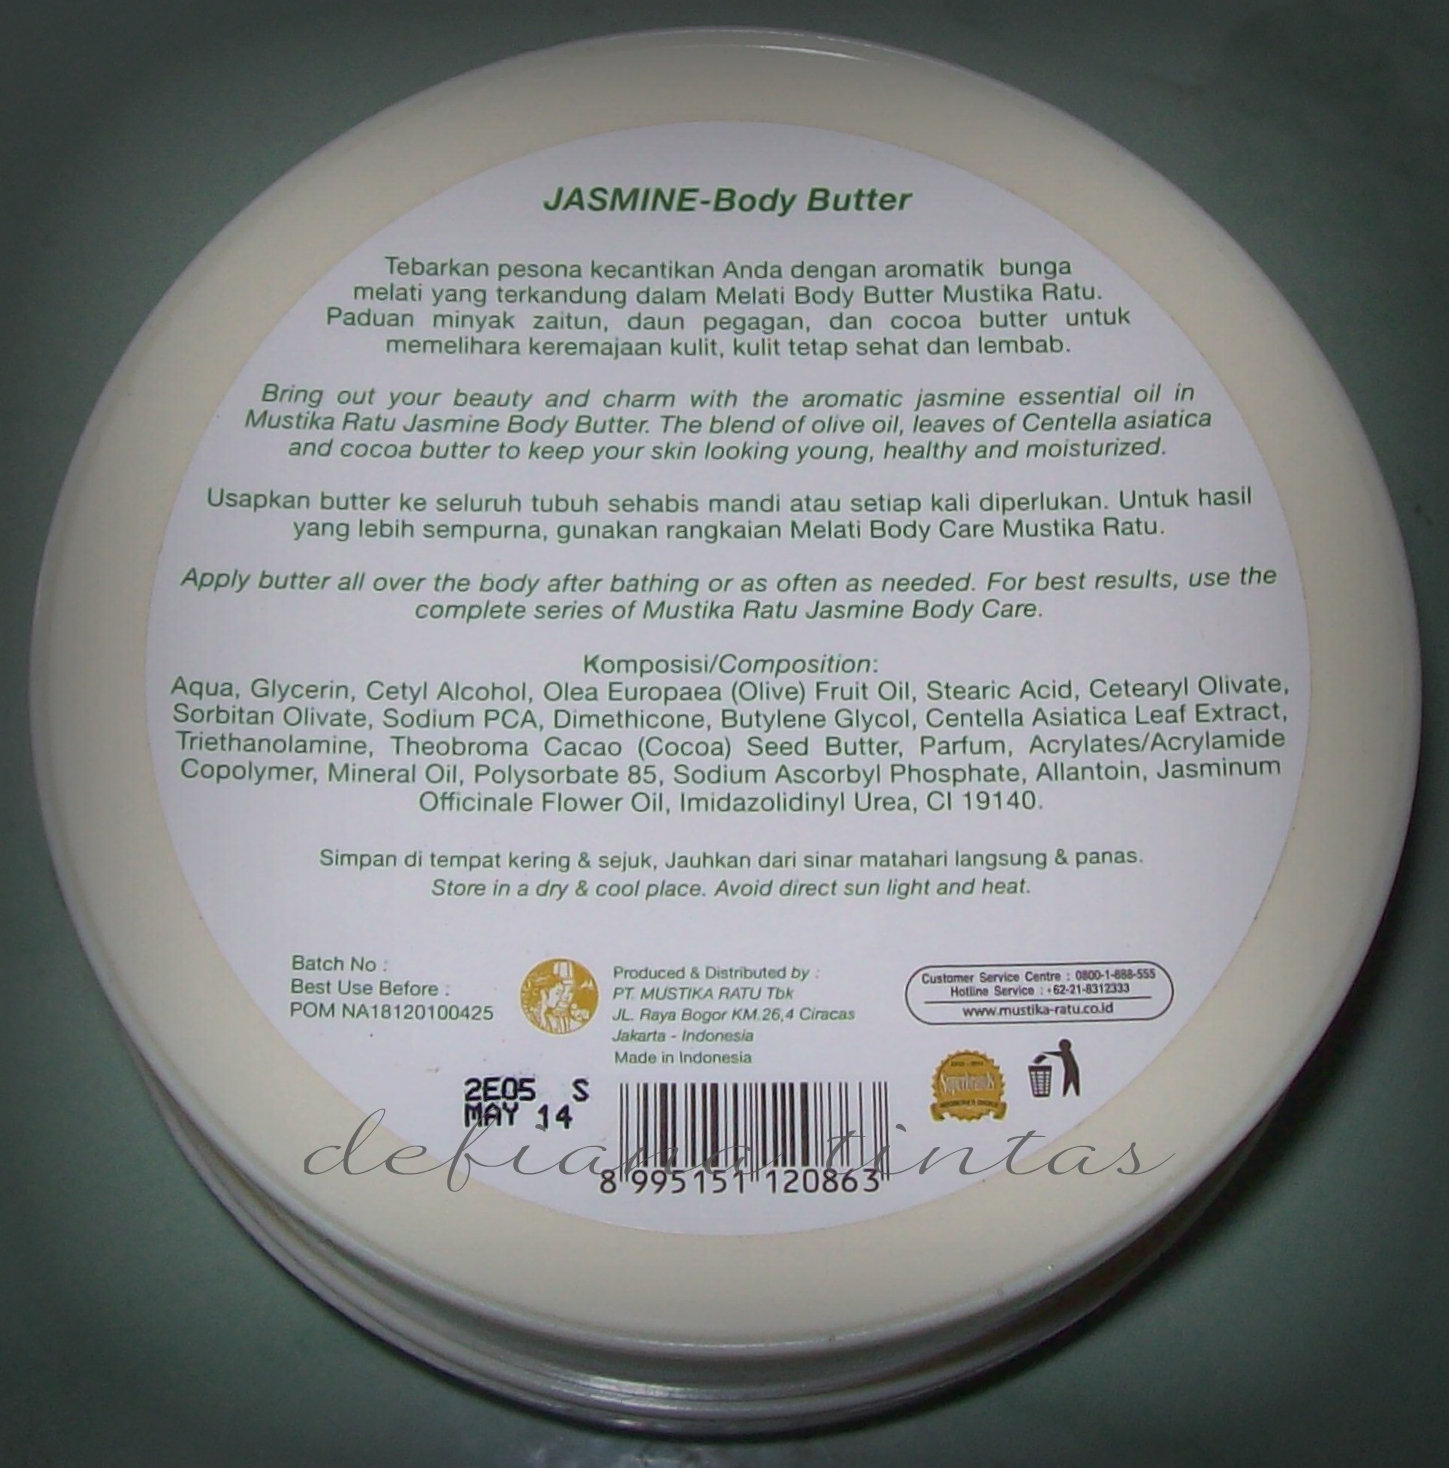 JASMINE-Body Butter
Tebarkan pesona kecantikan Anda dengan aromatik bunga
melati yang terkandung dalam Melati Body Butter Mustika Ratu.
Paduan minyak zaitun, daun pegagan, dan cocoa butter untuk
memelihara keremajaan kulit, kulit tetap sehat dan lembab.
Bring out your beauty and charm with the aromatic jasmine essential oil in
Mustika Ratu Jasmine Body Butter. The blend of olive oil, leaves of Centella asiatica
and cocoa butter to keep your skin looking young, healthy and moisturized.
Usapkan butter ke seluruh tubuh sehabis mandi atau setiap kali diperlukan. Untuk hasil
yang lebih sempurna, gunakan rangkaian Melati Body Care Mustika Ratu.
Apply butter all over the body after bathing or as often as needed. For best results, use the
complete series of Mustika Ratu Jasmine Body Care.
Komposisi/Composition:
Aqua, Glycerin, Cetyl Alcohol, Olea Europaea (Olive) Fruit Oil, Stearic Acid, Cetearyl Olivate,
Sorbitan Olivate, Sodium PCA, Dimethicone, Butylene Glycol, Centella Asiatica Leaf Extract,
Triethanolamine, Theobroma Cacao (Cocoa) Seed Butter, Parfum, Acrylates/Acrylamide
Copolymer, Mineral Oil, Polysorbate 85, Sodium Ascorbyl Phosphate, Allantoin, Jasminum
Officinale Flower Oil, Imidazolidinyl Urea, CI 19140.
Simpan di tempat kering & sejuk, Jauhkan dari sinar matahari langsung & panas.
Store in a dry & cool place. Avoid direct sun light and heat.
Batch No :
Best Use Before :
POM NA18120100425
2E05 S
MAY 14
Produced & Distributed by :
PT. MUSTIKA RATU Tbk
JL. Raya Bogor KM.26,4 Ciracas
Jakarta - Indonesia
Made in Indonesia
Customer Service Centre : 0800-1-888-555
Hotline Service : +62-21-8312333
www.mustika-ratu.co.id
Superbrands
8 995151 120863
defiana tintas